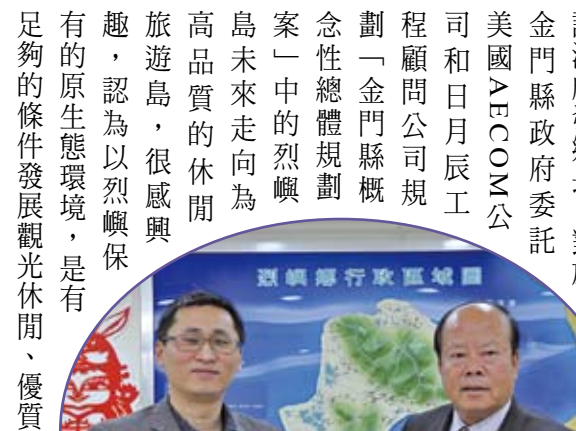 金門縣政府委託
美國AECOM公
司和日月辰工
程顧問公司規
劃「金門縣概
念性總體規劃
案」中的烈嶼
島未來走向為
高品質的休閒
旅遊島，很感興
趣，認為以烈嶼保
有的原生態環境，是有
足夠的條件發展觀光休閒、優質
烈嶼鄉行政區域圖